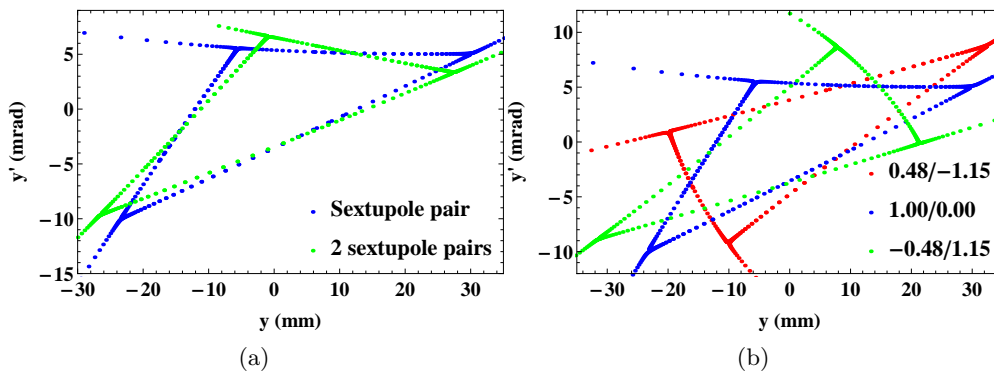 10
5
0
−5
−10
−15
y' (mrad)
Sextupole pair
2 sextupole pairs
−30 −20 −10 0 10 20 30
y (mm)
(a)
10
5
0
−5
−10
y' (mrad)
0.48/−1.15
1.00/0.00
−0.48/1.15
−30 −20 −10 0 10 20 30
y (mm)
(b)